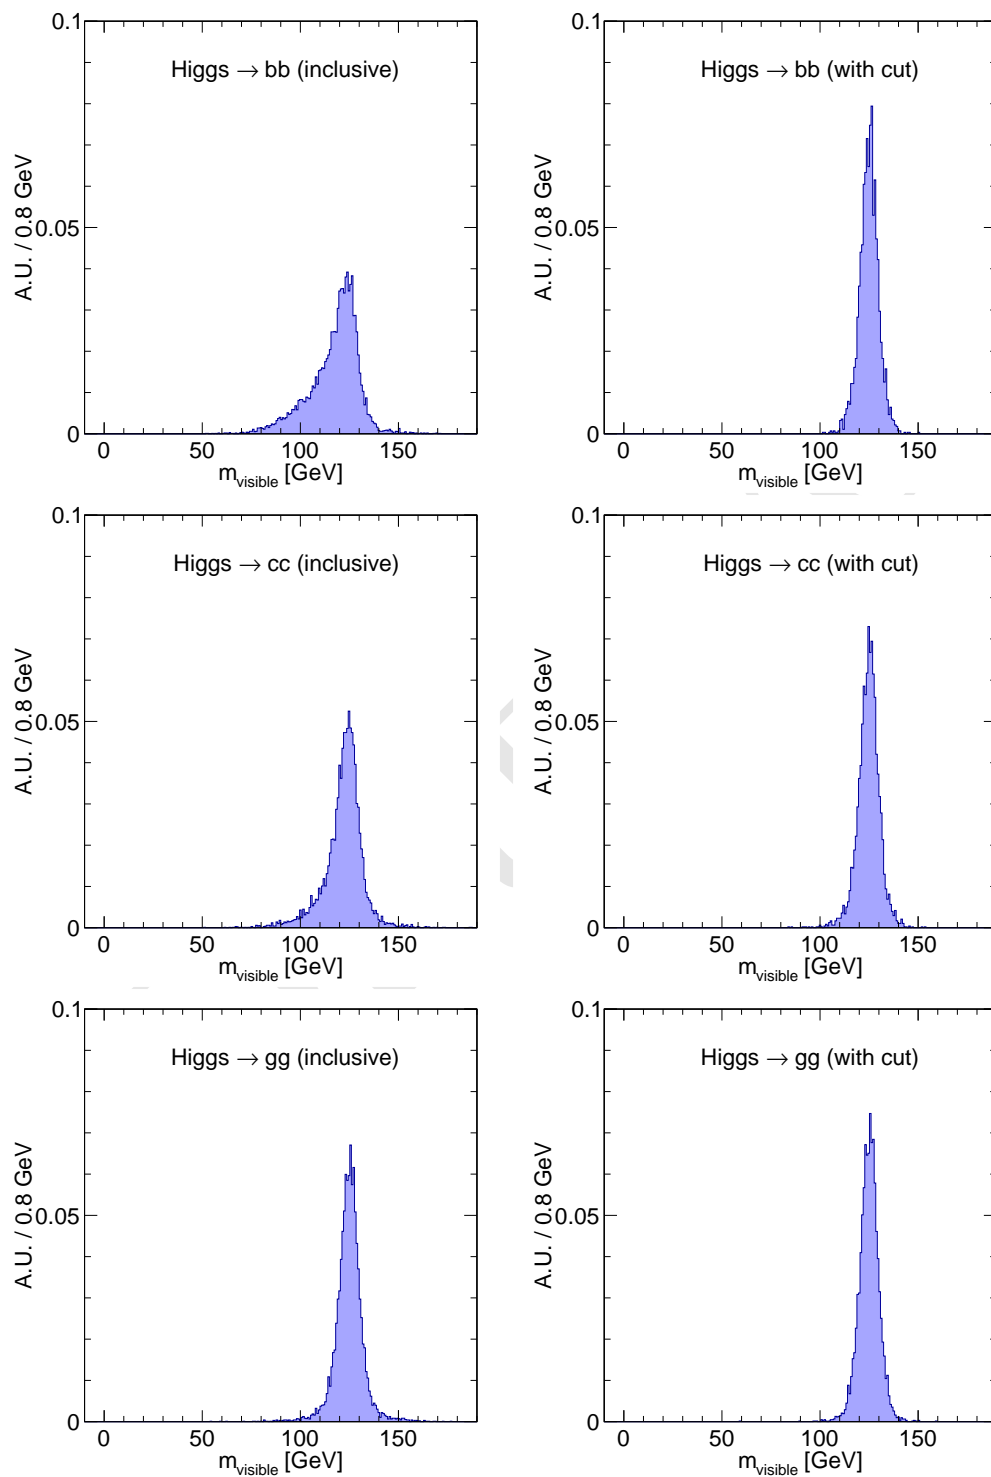 0.1
Higgs → bb (inclusive)
A.U. / 0.8 GeV
0.05
0
0 50 100 150
m_visible [GeV]
0.1
Higgs → bb (with cut)
A.U. / 0.8 GeV
0.05
0
0 50 100 150
m_visible [GeV]
0.1
Higgs → cc (inclusive)
A.U. / 0.8 GeV
0.05
0
0 50 100 150
m_visible [GeV]
0.1
Higgs → cc (with cut)
A.U. / 0.8 GeV
0.05
0
0 50 100 150
m_visible [GeV]
0.1
Higgs → gg (inclusive)
A.U. / 0.8 GeV
0.05
0
0 50 100 150
m_visible [GeV]
0.1
Higgs → gg (with cut)
A.U. / 0.8 GeV
0.05
0
0 50 100 150
m_visible [GeV]